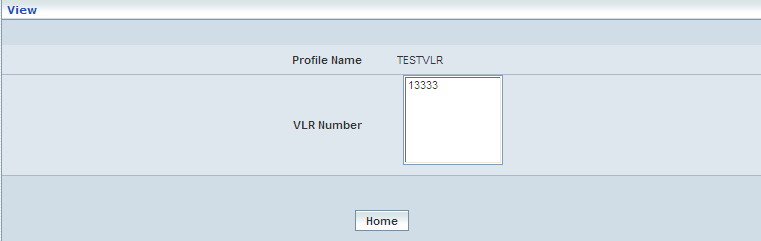 View
Profile Name TESTVLR
13333
VLR Number
Home